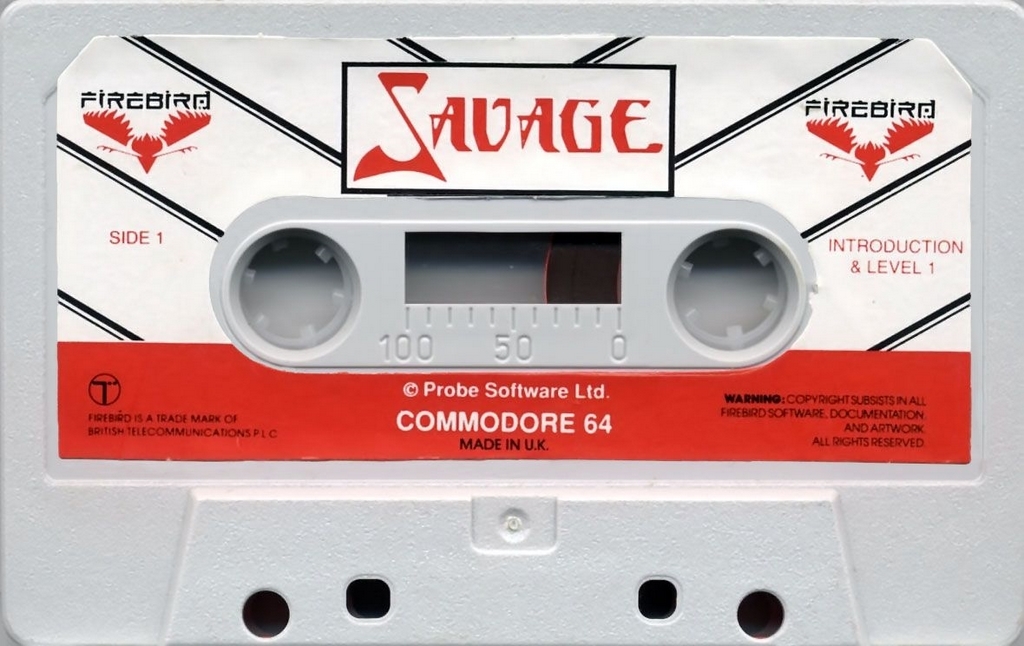 FIREBIRD
SAVAGE
FIREBIRD
SIDE 1
INTRODUCTION
& LEVEL 1
100 50 0
© Probe Software Ltd.
COMMODORE 64
MADE IN U.K.
FIREBIRD IS A TRADE MARK OF
BRITISH TELECOMMUNICATIONS P L C
WARNING: COPYRIGHT SUBSISTS IN ALL
FIREBIRD SOFTWARE, DOCUMENTATION
AND ARTWORK.
ALL RIGHTS RESERVED